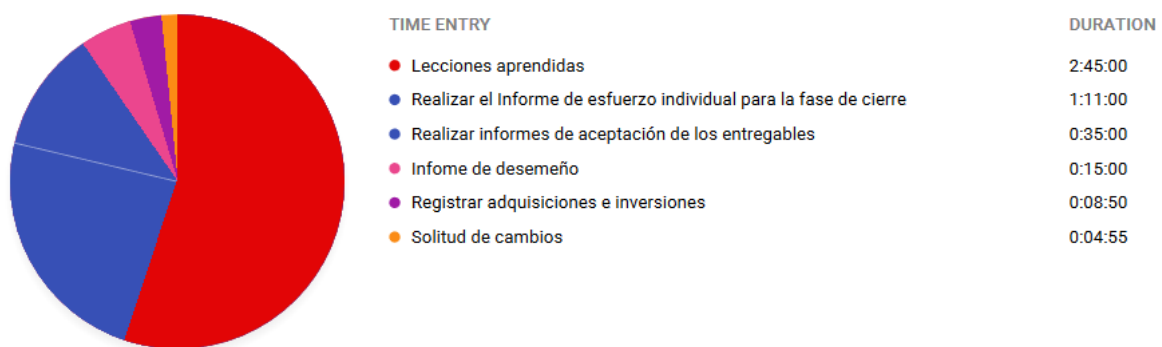 TIME ENTRY DURATION
Lecciones aprendidas 2:45:00
Realizar el Informe de esfuerzo individual para la fase de cierre 1:11:00
Realizar informes de aceptación de los entregables 0:35:00
Infome de desemeño 0:15:00
Registrar adquisiciones e inversiones 0:08:50
Solitud de cambios 0:04:55